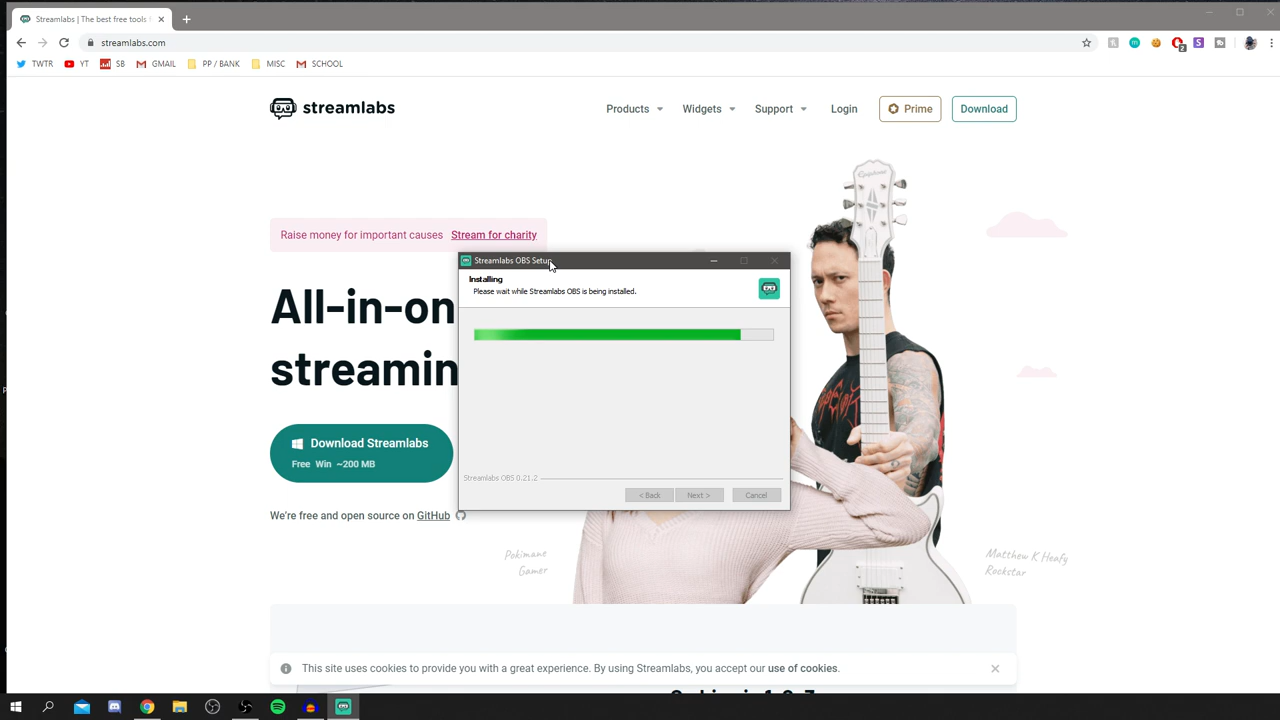 Streamlabs | The best free tools
streamlabs.com
TWTR
YT
SB
GMAIL
PP / BANK
MISC
SCHOOL
streamlabs
Products
Widgets
Support
Login
Prime
Download
Epiphone
Raise money for important causes Stream for charity
All-in-on
streamin
Download Streamlabs
Free Win ~200 MB
We're free and open source on GitHub
Streamlabs OBS Setup
Installing
Please wait while Streamlabs OBS is being installed.
Streamlabs OBS 0.21.2
< Back
Next >
Cancel
Pokimane
Gamer
Matthew K Heafy
Rockstar
This site uses cookies to provide you with a great experience. By using Streamlabs, you accept our use of cookies.